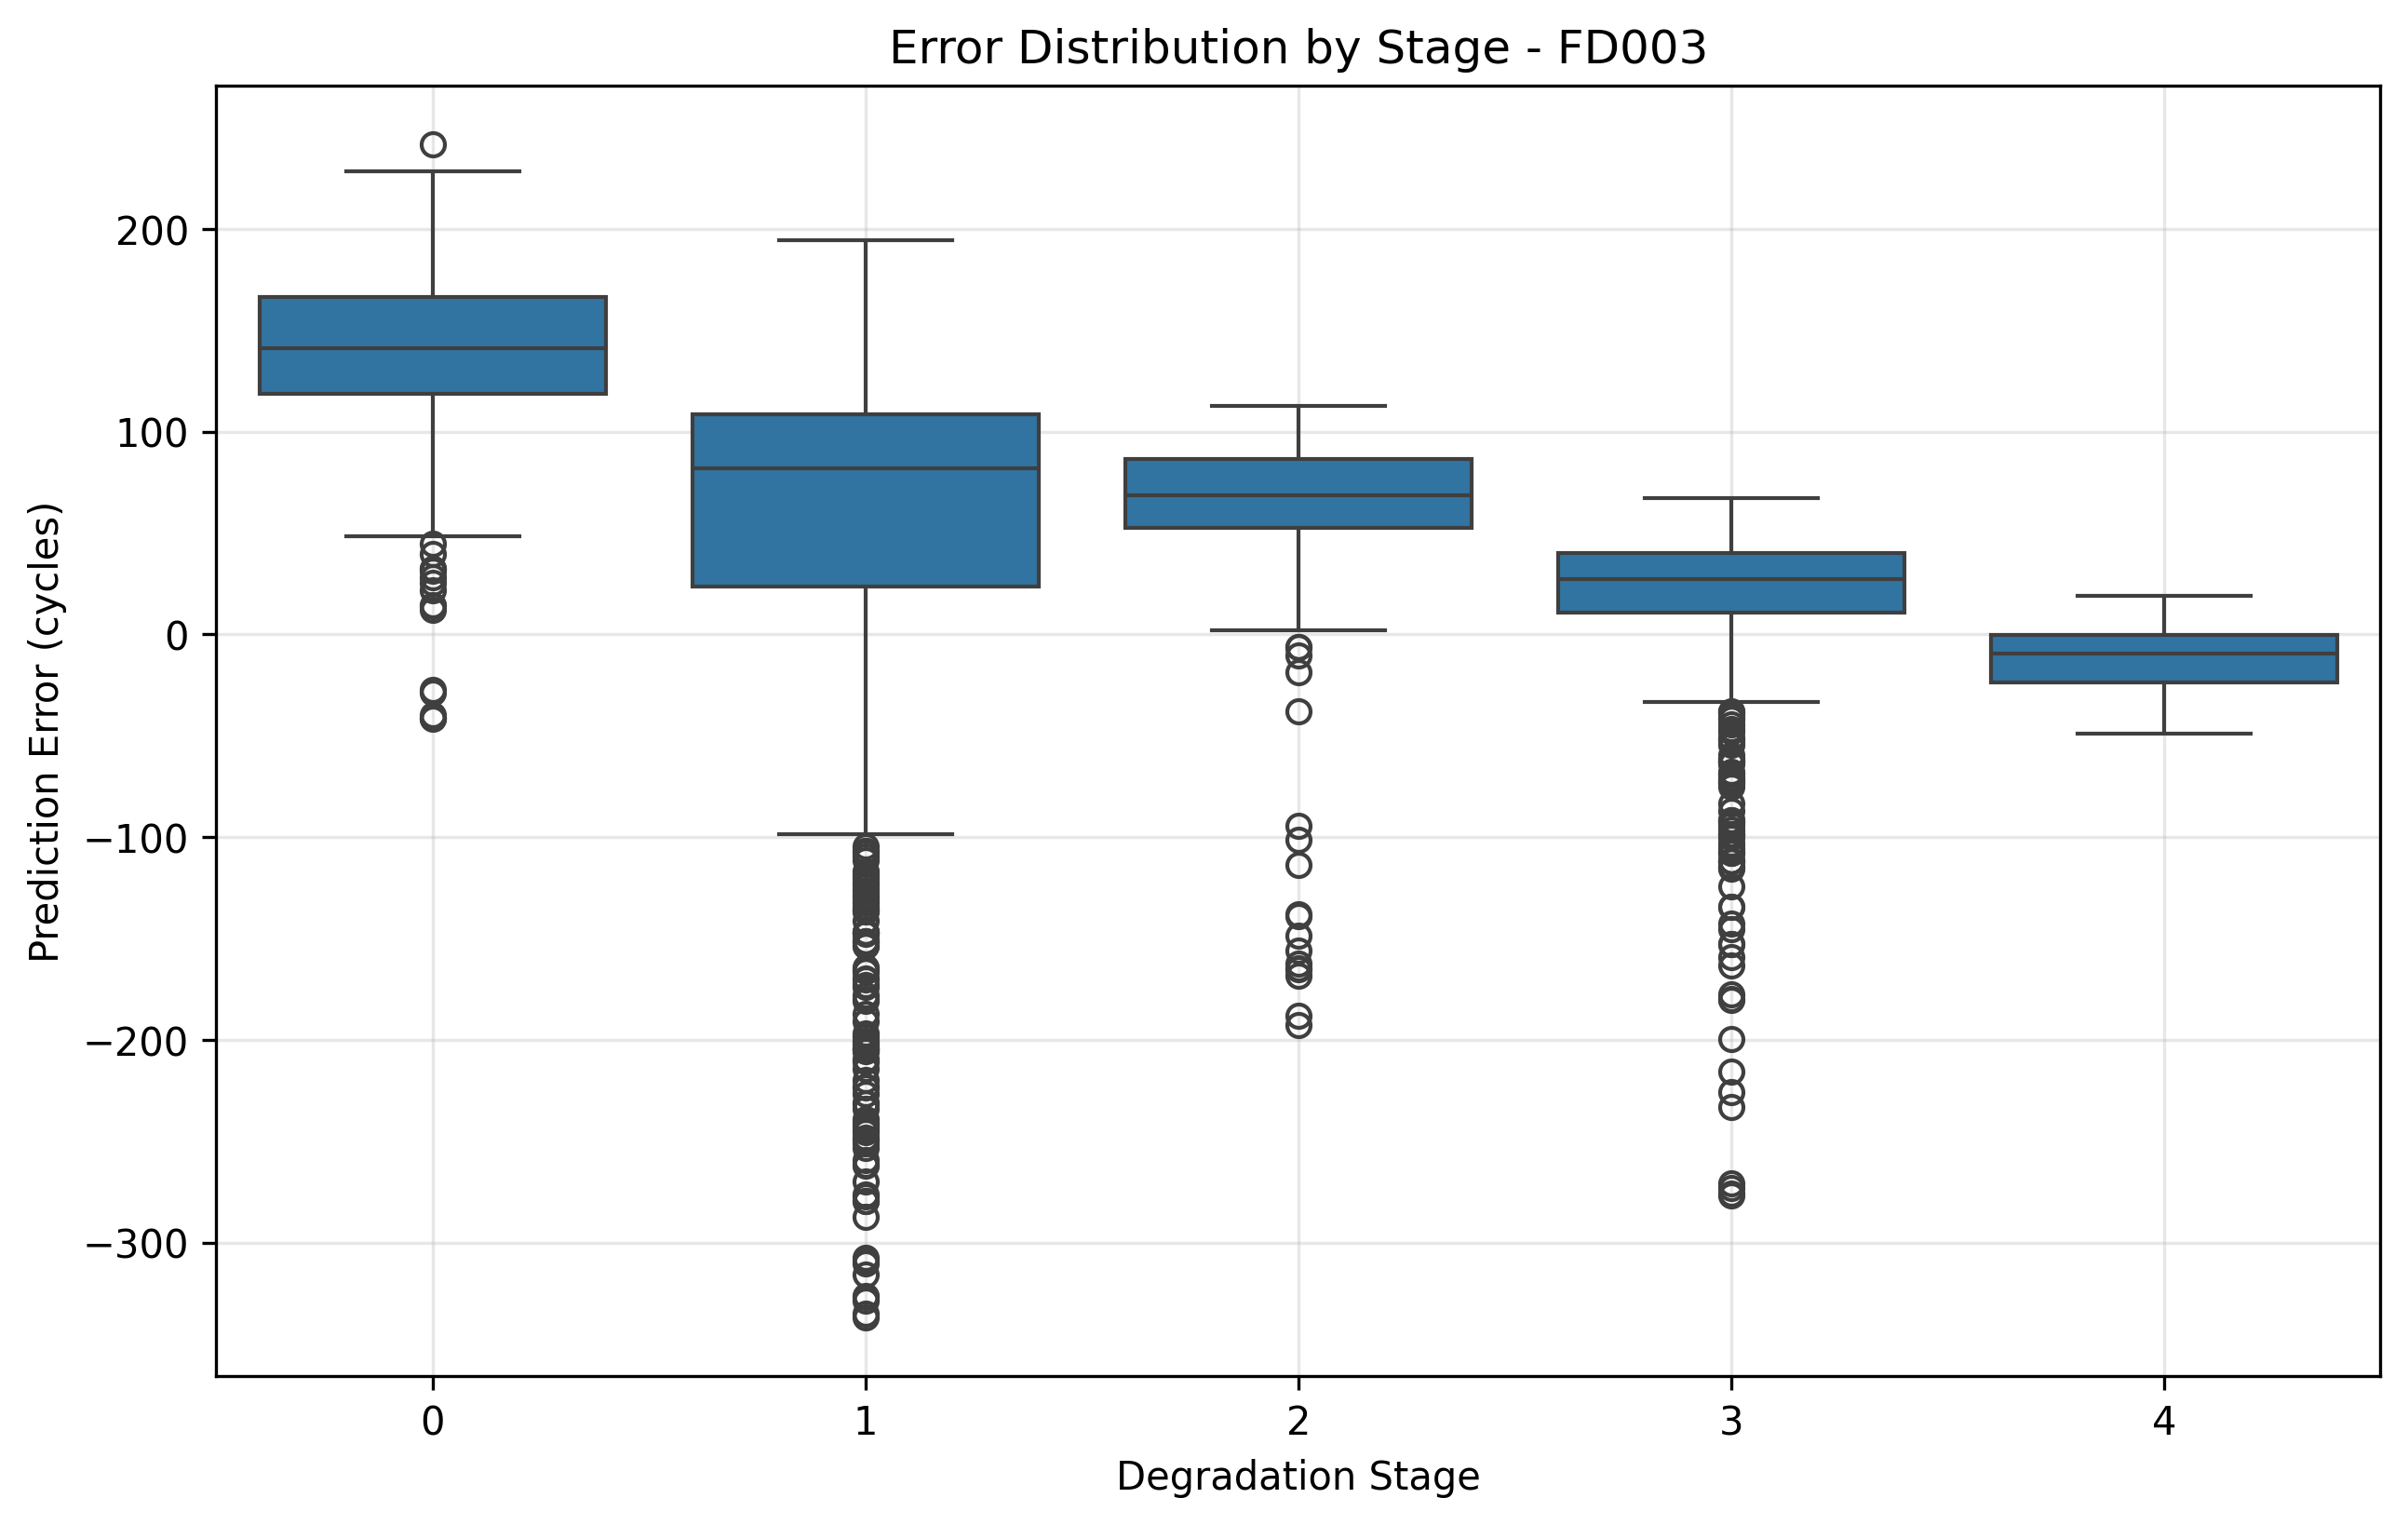 Error Distribution by Stage - FD003
Prediction Error (cycles)
200
100
0
−100
−200
−300
0 1 2 3 4
Degradation Stage